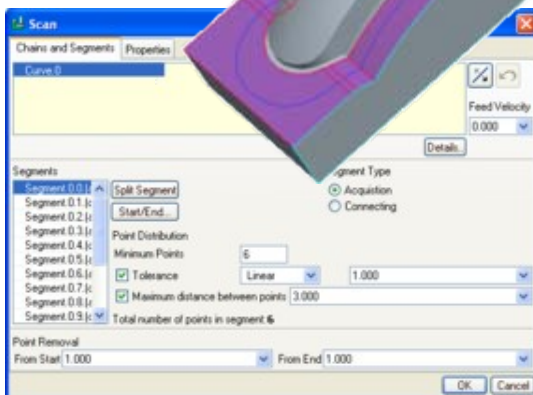 Scan
Chains and Segments Properties
Curve.0
Feed Velocity
0.000
Details...
Segments
Segment Type
Segment.0.0.
Segment.0.1.
Segment.0.2.
Segment.0.3.
Segment.0.4.
Segment.0.5.
Segment.0.6.
Segment.0.7.
Segment.0.8.
Segment.0.9.
Split Segment
Start/End...
Acquistion
Connecting
Point Distribution
Minimum Points 6
Tolerance Linear 1.000
Maximum distance between points 3.000
Total number of points in segment 6
Point Removal
From Start 1.000 From End 1.000
OK Cancel